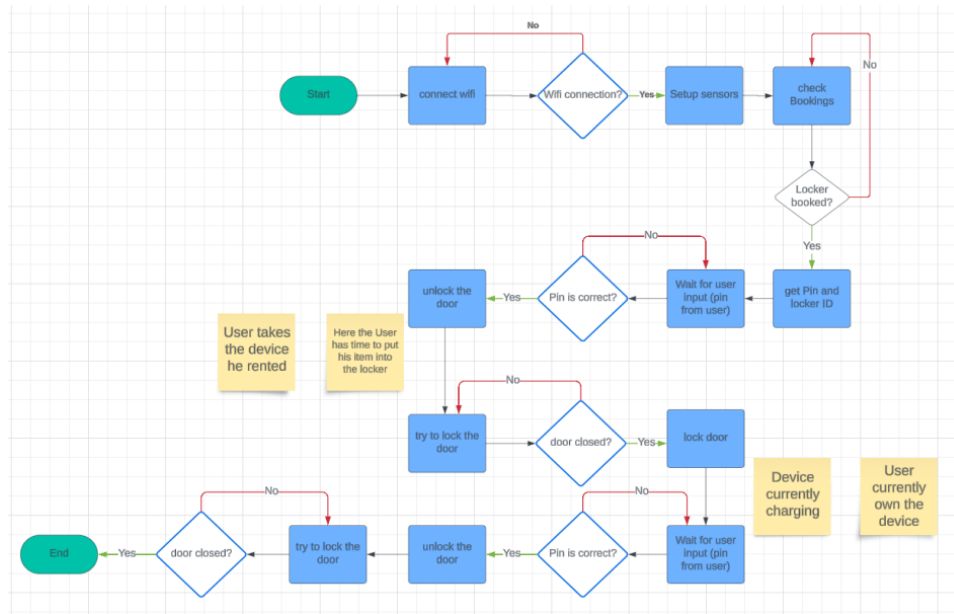 No
Start
connect wifi
Wifi connection?
Yes
Setup sensors
check
Bookings
No
Locker
booked?
Yes
No
unlock the
door
Yes
Pin is correct?
Wait for user
input (pin
from user)
get Pin and
locker ID
User takes
the device
he rented
Here the User
has time to put
his item into
the locker
No
try to lock the
door
door closed?
Yes
lock door
Device
currently
charging
User
currently
own the
device
No
No
End
Yes
door closed?
try to lock the
door
unlock the
door
Yes
Pin is correct?
Wait for user
input (pin
from user)